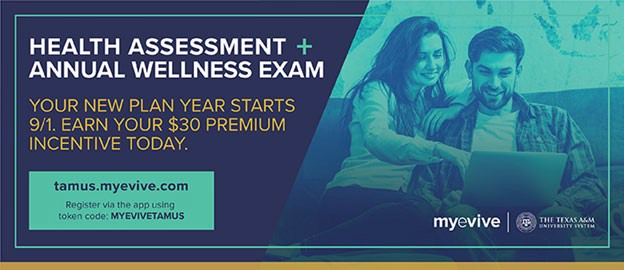 HEALTH ASSESSMENT +
ANNUAL WELLNESS EXAM
YOUR NEW PLAN YEAR STARTS
9/1. EARN YOUR $30 PREMIUM
INCENTIVE TODAY.
tamus.myevive.com
Register via the app using
token code: MYEVIVETAMUS
myevive
THE TEXAS A&M
UNIVERSITY SYSTEM